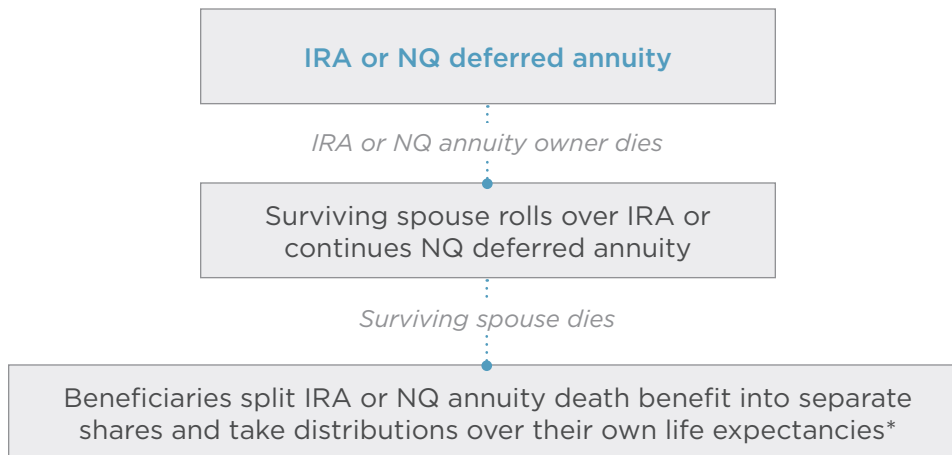 IRA or NQ deferred annuity
IRA or NQ annuity owner dies
Surviving spouse rolls over IRA or
continues NQ deferred annuity
Surviving spouse dies
Beneficiaries split IRA or NQ annuity death benefit into separate
shares and take distributions over their own life expectancies*